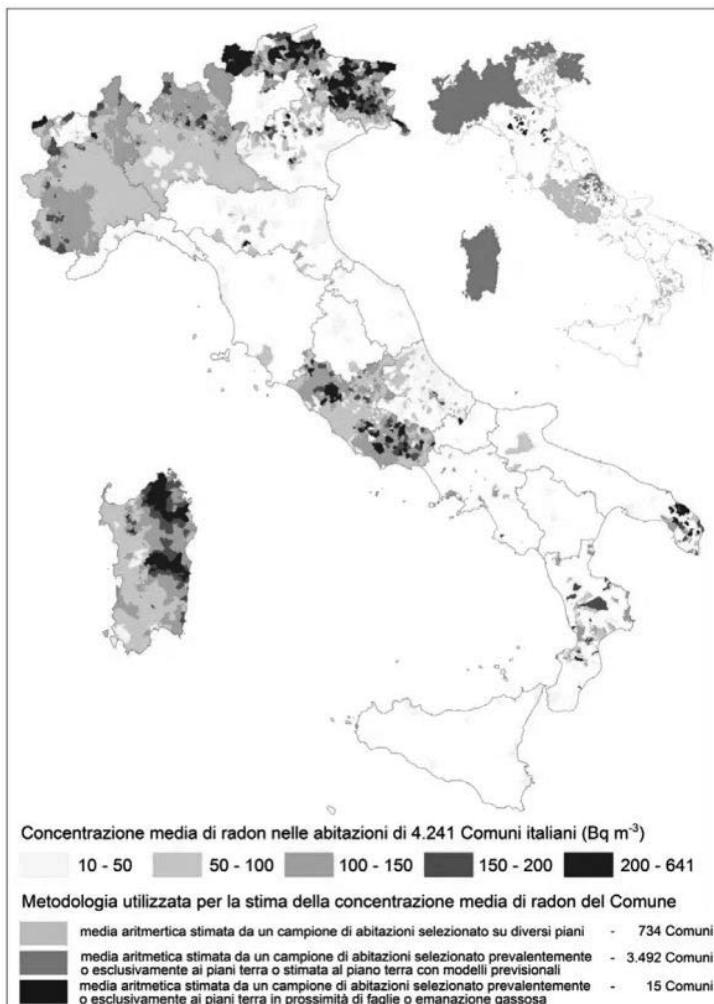 Concentrazione media di radon nelle abitazioni di 4.241 Comuni italiani (Bq m⁻³)
10 - 50 50 - 100 100 - 150 150 - 200 200 - 641
Metodologia utilizzata per la stima della concentrazione media di radon del Comune
media aritmertica stimata da un campione di abitazioni selezionato su diversi piani - 734 Comuni
media aritmetica stimata da un campione di abitazioni selezionato prevalentemente - 3.492 Comuni
o esclusivamente ai piani terra o stimata al piano terra con modelli previsionali
media aritmetica stimata da un campione di abitazioni selezionato prevalentemente - 15 Comuni
o esclusivamente ai piani terra in prossimità di faglie o emanazione gassosa